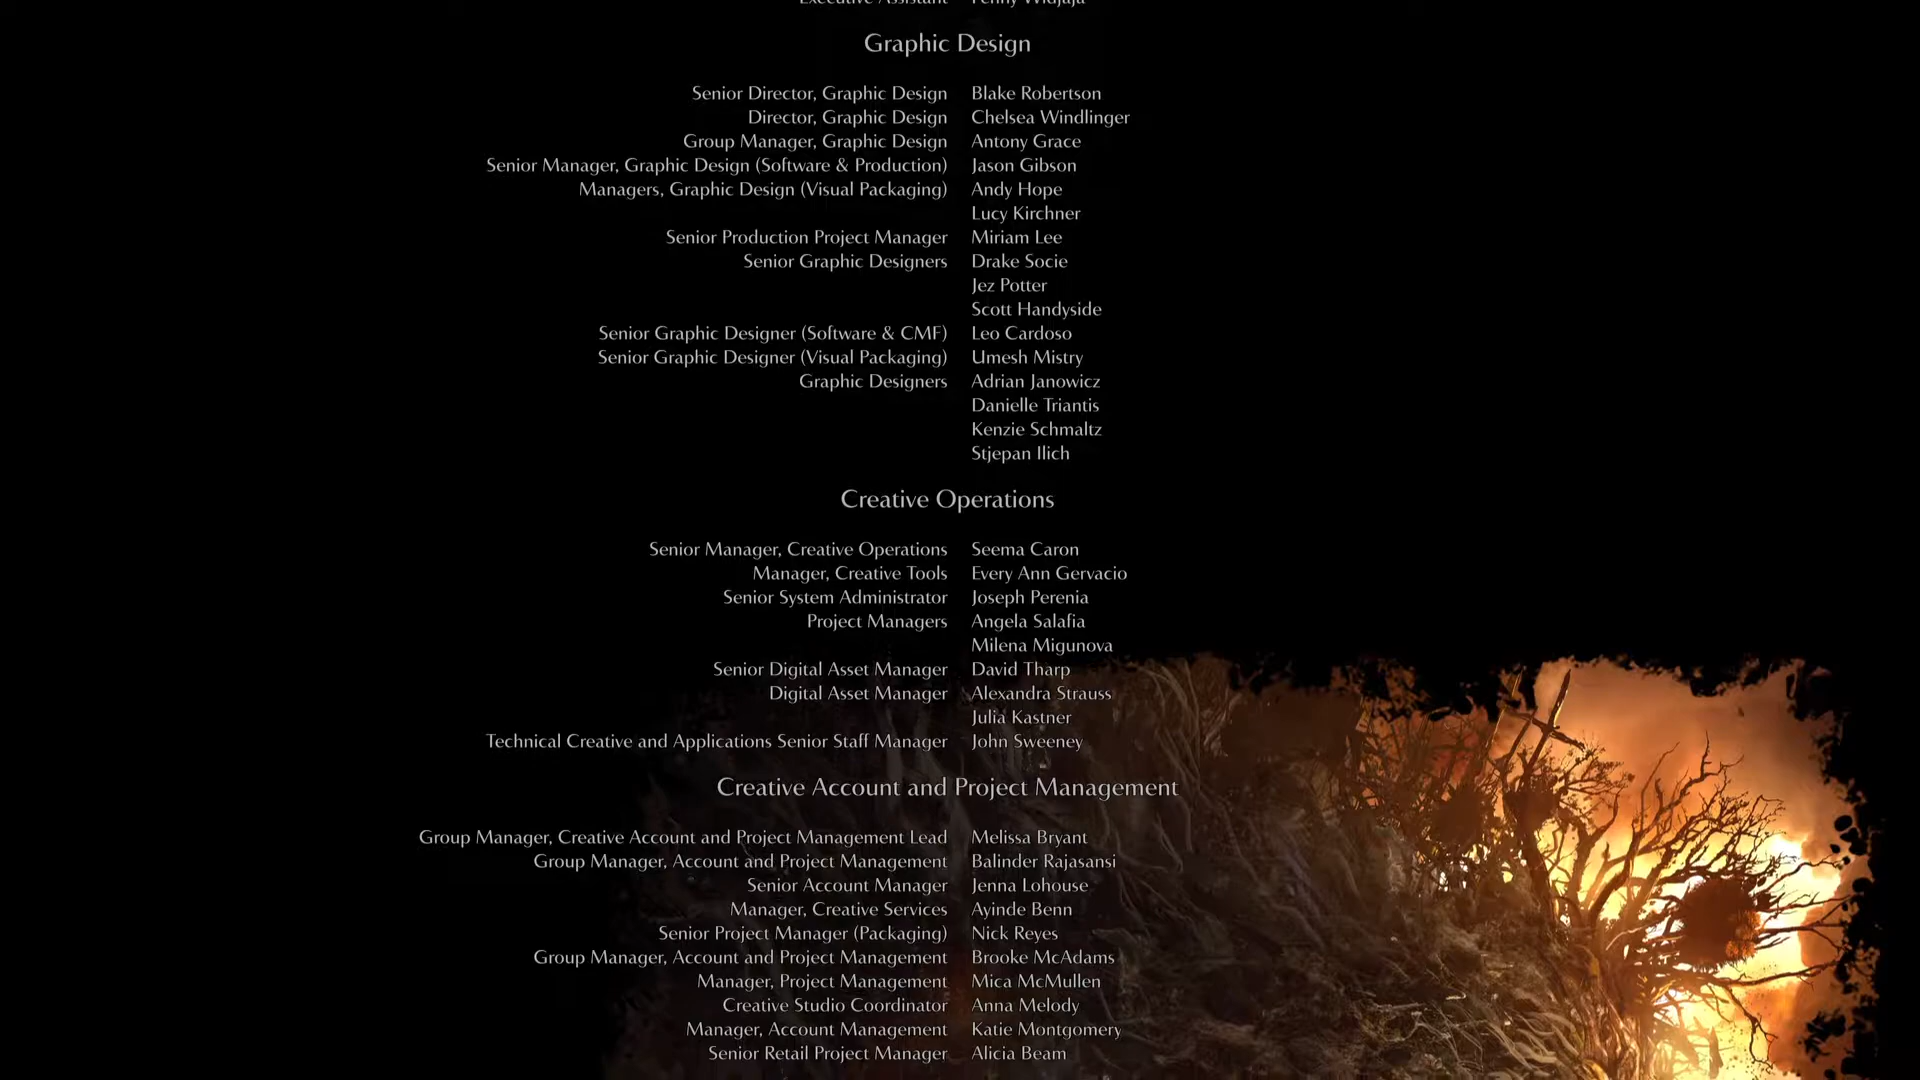 Executive Assistant Fenny Widjaja
Graphic Design
Senior Director, Graphic Design Blake Robertson
Director, Graphic Design Chelsea Windlinger
Group Manager, Graphic Design Antony Grace
Senior Manager, Graphic Design (Software & Production) Jason Gibson
Managers, Graphic Design (Visual Packaging) Andy Hope
Lucy Kirchner
Senior Production Project Manager Miriam Lee
Senior Graphic Designers Drake Socie
Jez Potter
Scott Handyside
Senior Graphic Designer (Software & CMF) Leo Cardoso
Senior Graphic Designer (Visual Packaging) Umesh Mistry
Graphic Designers Adrian Janowicz
Danielle Triantis
Kenzie Schmaltz
Stjepan Ilich
Creative Operations
Senior Manager, Creative Operations Seema Caron
Manager, Creative Tools Every Ann Gervacio
Senior System Administrator Joseph Perenia
Project Managers Angela Salafia
Milena Migunova
Senior Digital Asset Manager David Tharp
Digital Asset Manager Alexandra Strauss
Julia Kastner
Technical Creative and Applications Senior Staff Manager John Sweeney
Creative Account and Project Management
Group Manager, Creative Account and Project Management Lead Melissa Bryant
Group Manager, Account and Project Management Balinder Rajasansi
Senior Account Manager Jenna Lohouse
Manager, Creative Services Ayinde Benn
Senior Project Manager (Packaging) Nick Reyes
Group Manager, Account and Project Management Brooke McAdams
Manager, Project Management Mica McMullen
Creative Studio Coordinator Anna Melody
Manager, Account Management Katie Montgomery
Senior Retail Project Manager Alicia Beam